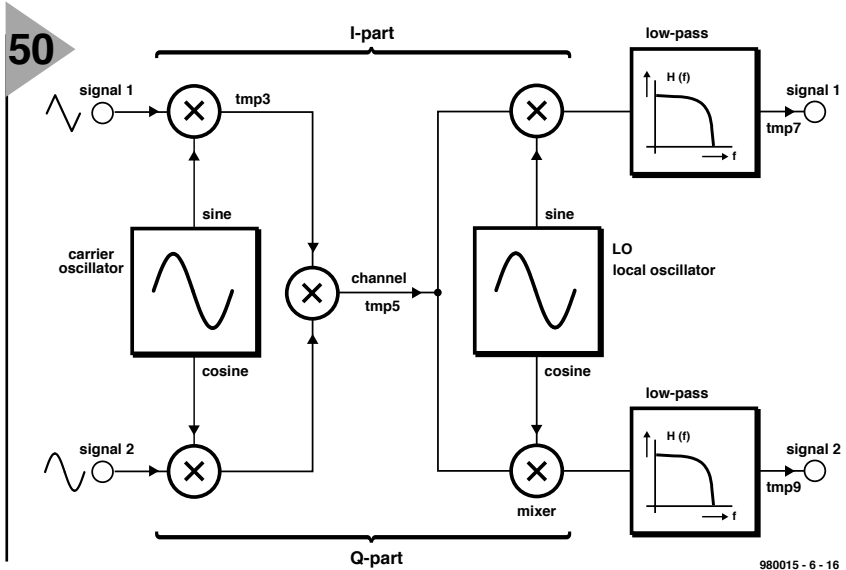 50
I-part
low-pass
signal 1
tmp3
H (f)
f
signal 1
tmp7
sine
sine
carrier
oscillator
LO
local oscillator
channel
tmp5
cosine
cosine
low-pass
signal 2
H (f)
f
signal 2
tmp9
mixer
Q-part
980015 - 6 - 16